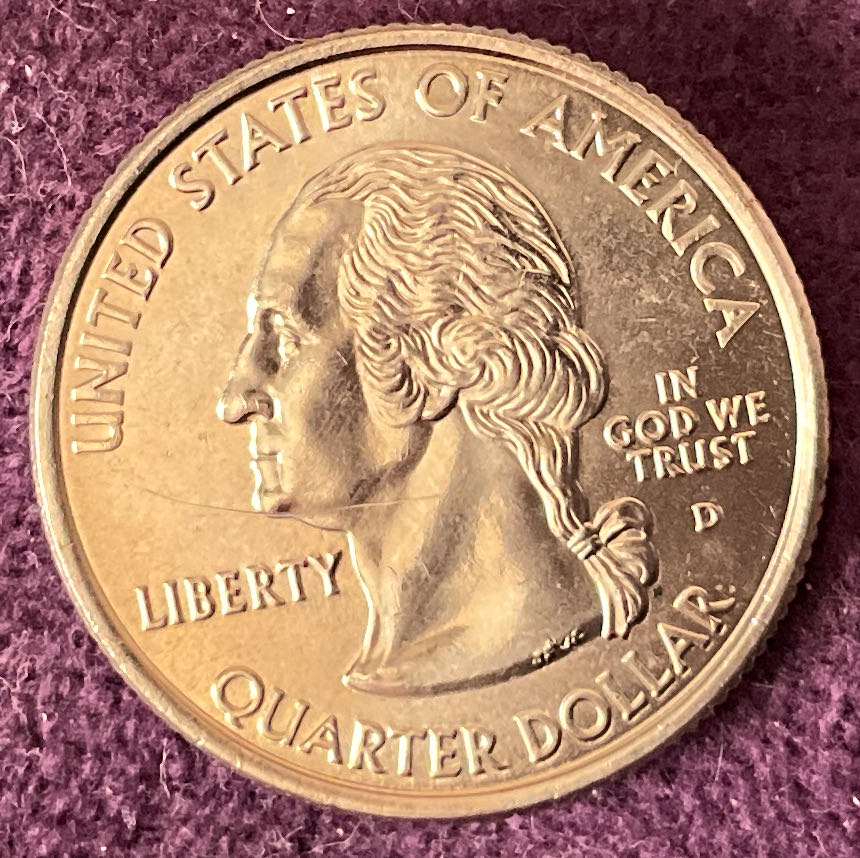 UNITED STATES OF AMERICA
IN
GOD WE
TRUST
D
LIBERTY
QUARTER DOLLAR